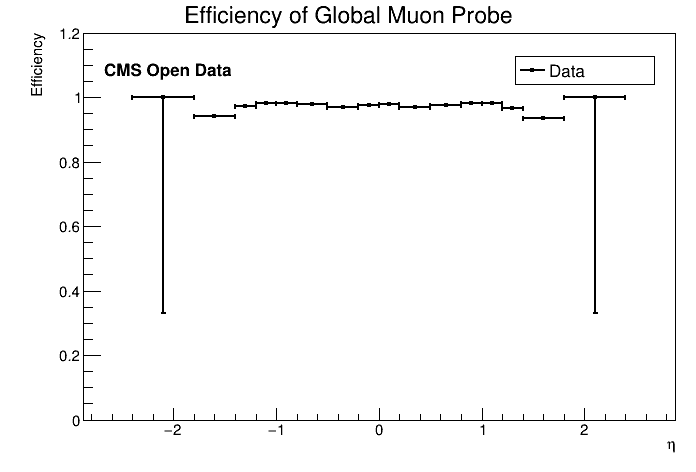 Efficiency of Global Muon Probe
Efficiency
CMS Open Data
Data
1.2
1
0.8
0.6
0.4
0.2
0
−2
−1
0
1
2
η